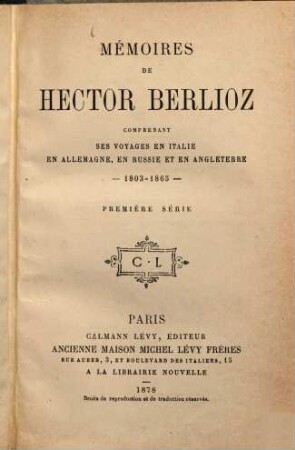 MÉMOIRES
DE
HECTOR BERLIOZ
COMPRENANT
SES VOYAGES EN ITALIE
EN ALLEMAGNE, EN RUSSIE ET EN ANGLETERRE
— 1803-1865 —
PREMIÈRE SÉRIE
C·L
PARIS
CALMANN LÉVY, ÉDITEUR
ANCIENNE MAISON MICHEL LÉVY FRÈRES
RUE AUBER, 3, ET BOULEVARD DES ITALIENS, 15
A LA LIBRAIRIE NOUVELLE
—
1878
Droits de reproduction et de traduction réservés.